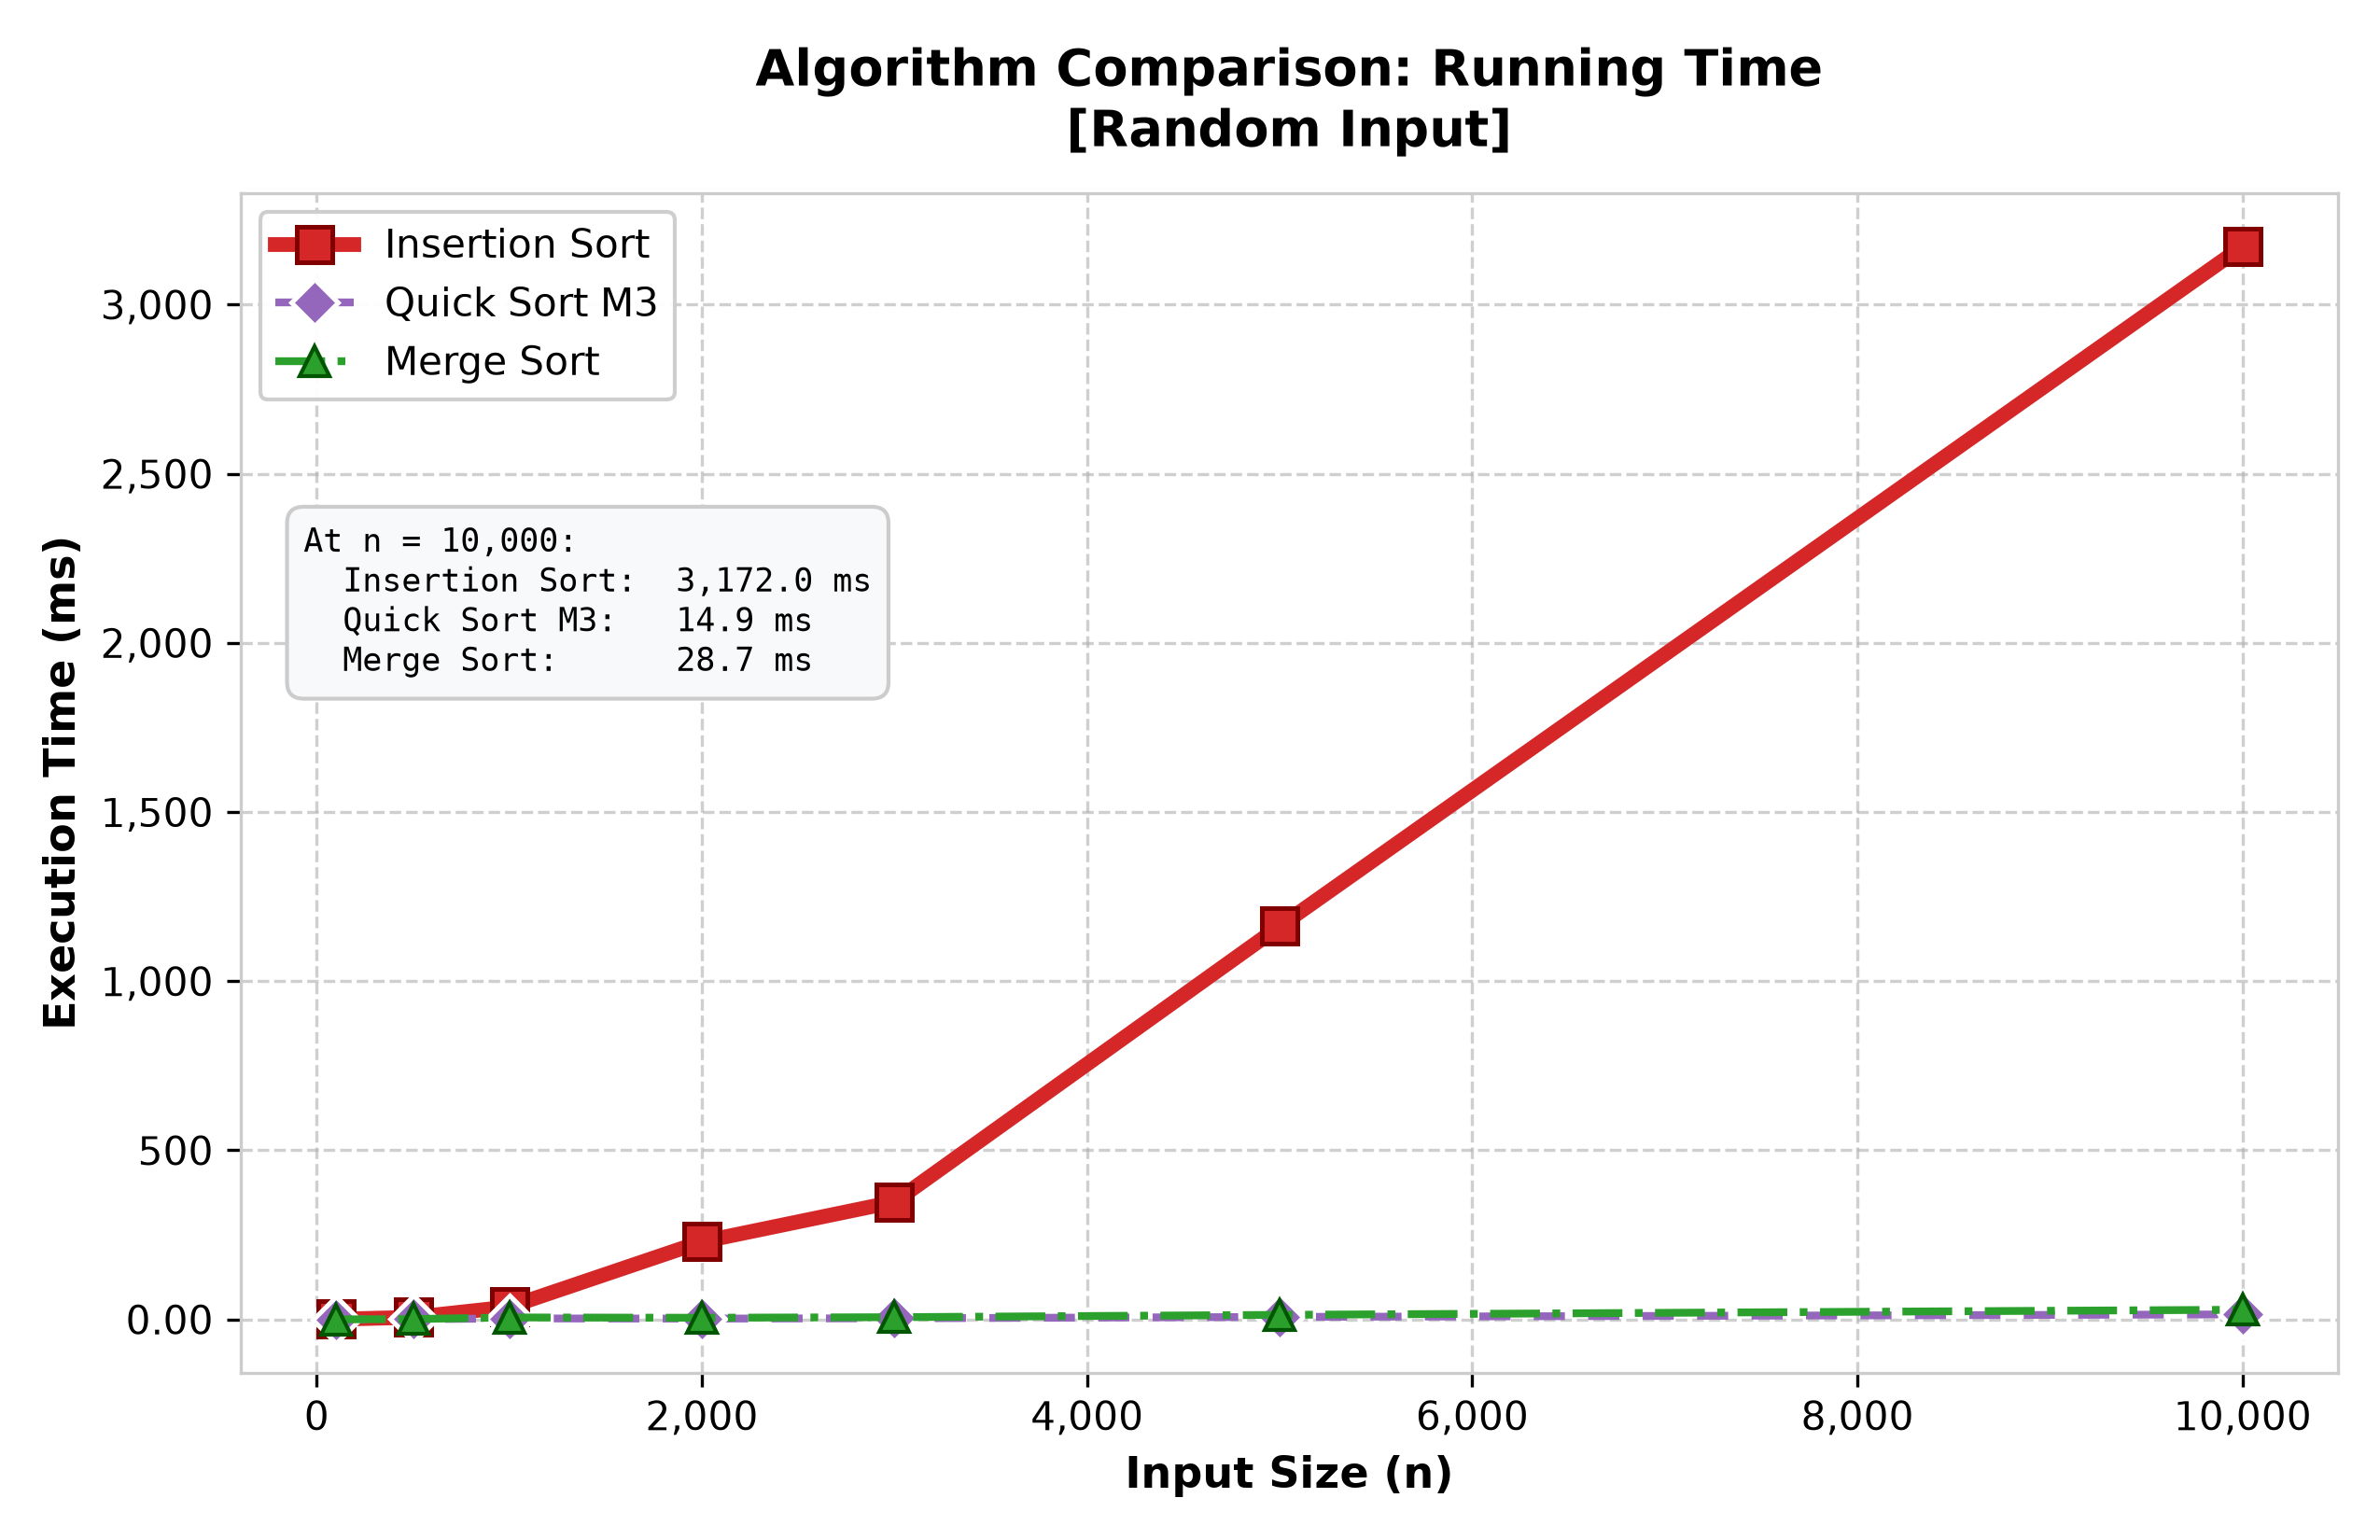 Algorithm Comparison: Running Time
[Random Input]
Insertion Sort
Quick Sort M3
Merge Sort
At n = 10,000:
Insertion Sort: 3,172.0 ms
Quick Sort M3: 14.9 ms
Merge Sort: 28.7 ms
Execution Time (ms)
3,000
2,500
2,000
1,500
1,000
500
0.00
0 2,000 4,000 6,000 8,000 10,000
Input Size (n)